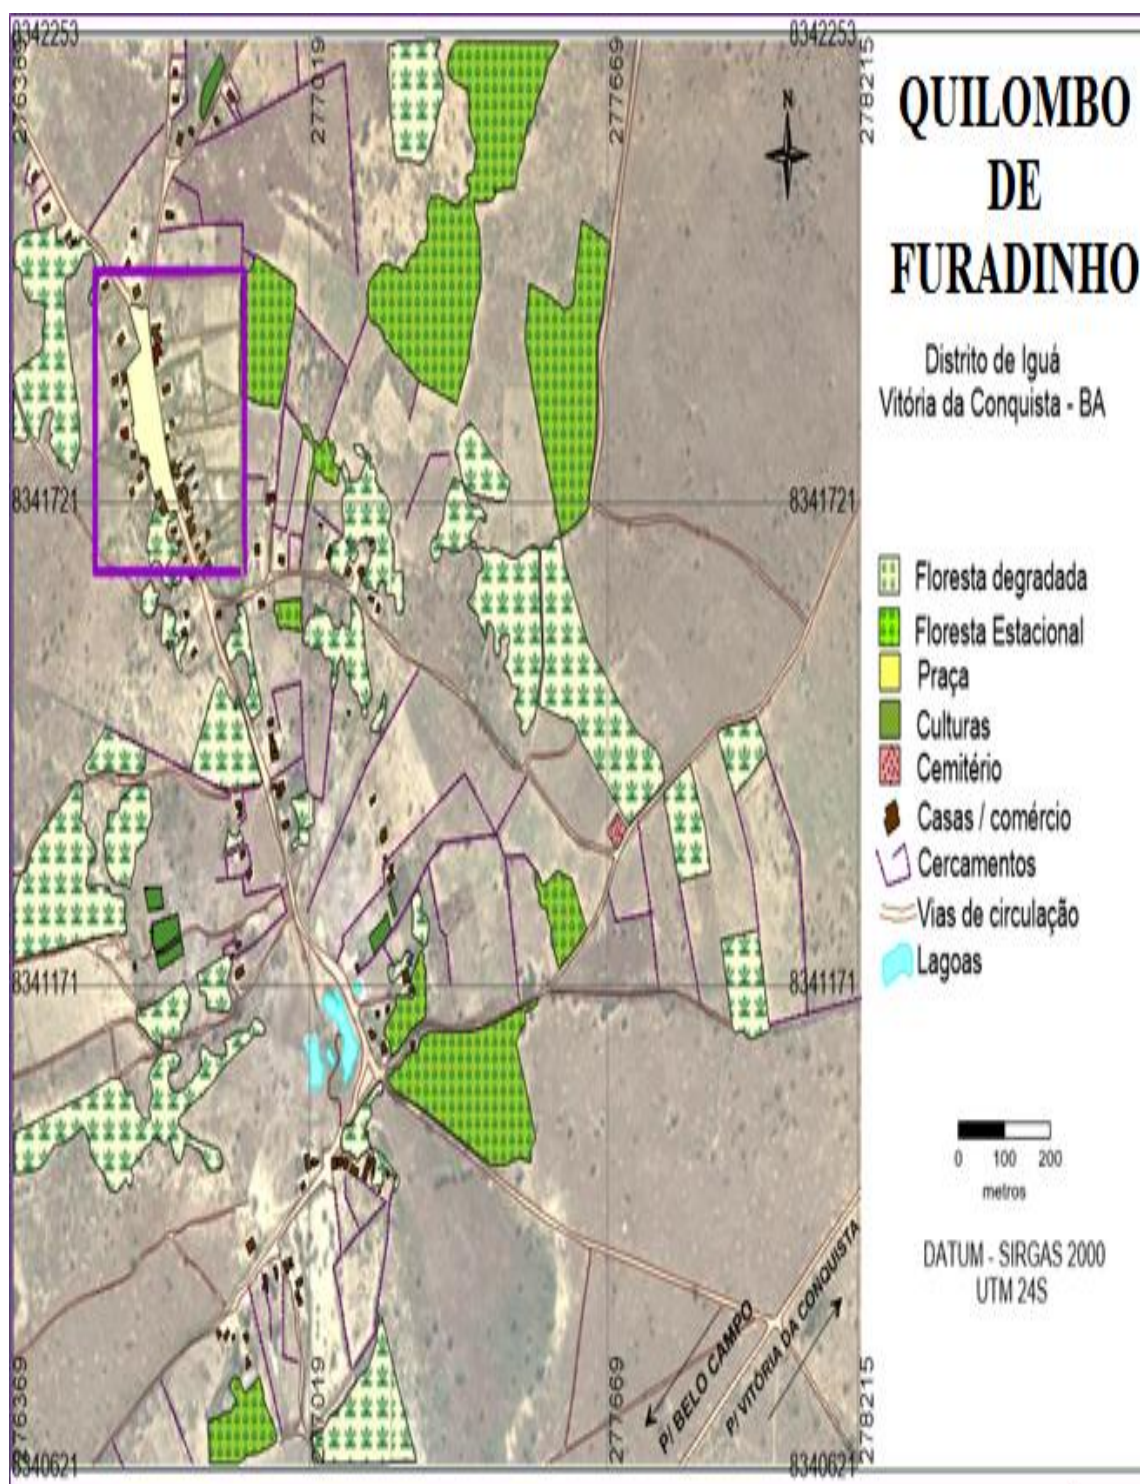 8342253
8342253
276369
277019
277669
278215
N
QUILOMBO
DE
FURADINHO
Distrito de Iguá
Vitória da Conquista - BA
8341721
8341721
Floresta degradada
Floresta Estacional
Praça
Culturas
Cemitério
Casas / comércio
Cercamentos
Vias de circulação
Lagoas
8341171
8341171
0 100 200
metros
DATUM - SIRGAS 2000
UTM 24S
P/ BELO CAMPO
P/ VITÓRIA DA CONQUISTA
276369
277019
277669
278215
8340621
8340621